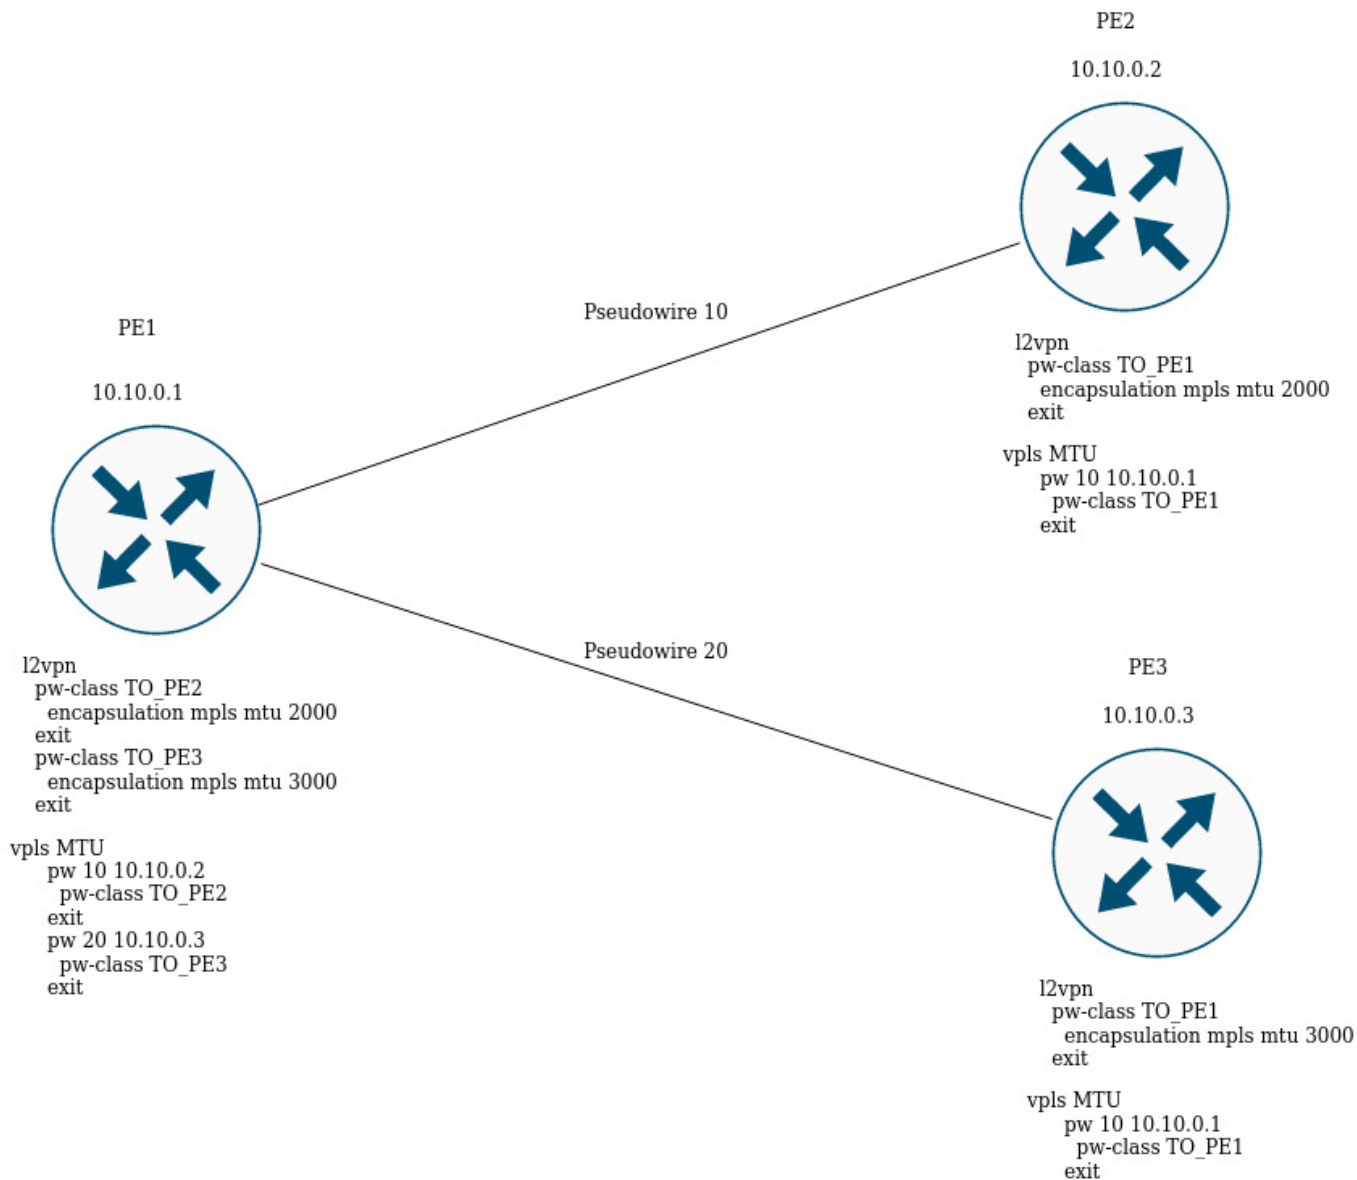 PE2
10.10.0.2
l2vpn
pw-class TO_PE1
encapsulation mpls mtu 2000
exit
vpls MTU
pw 10 10.10.0.1
pw-class TO_PE1
exit
Pseudowire 10
PE1
10.10.0.1
l2vpn
pw-class TO_PE2
encapsulation mpls mtu 2000
exit
pw-class TO_PE3
encapsulation mpls mtu 3000
exit
vpls MTU
pw 10 10.10.0.2
pw-class TO_PE2
exit
pw 20 10.10.0.3
pw-class TO_PE3
exit
Pseudowire 20
PE3
10.10.0.3
l2vpn
pw-class TO_PE1
encapsulation mpls mtu 3000
exit
vpls MTU
pw 10 10.10.0.1
pw-class TO_PE1
exit